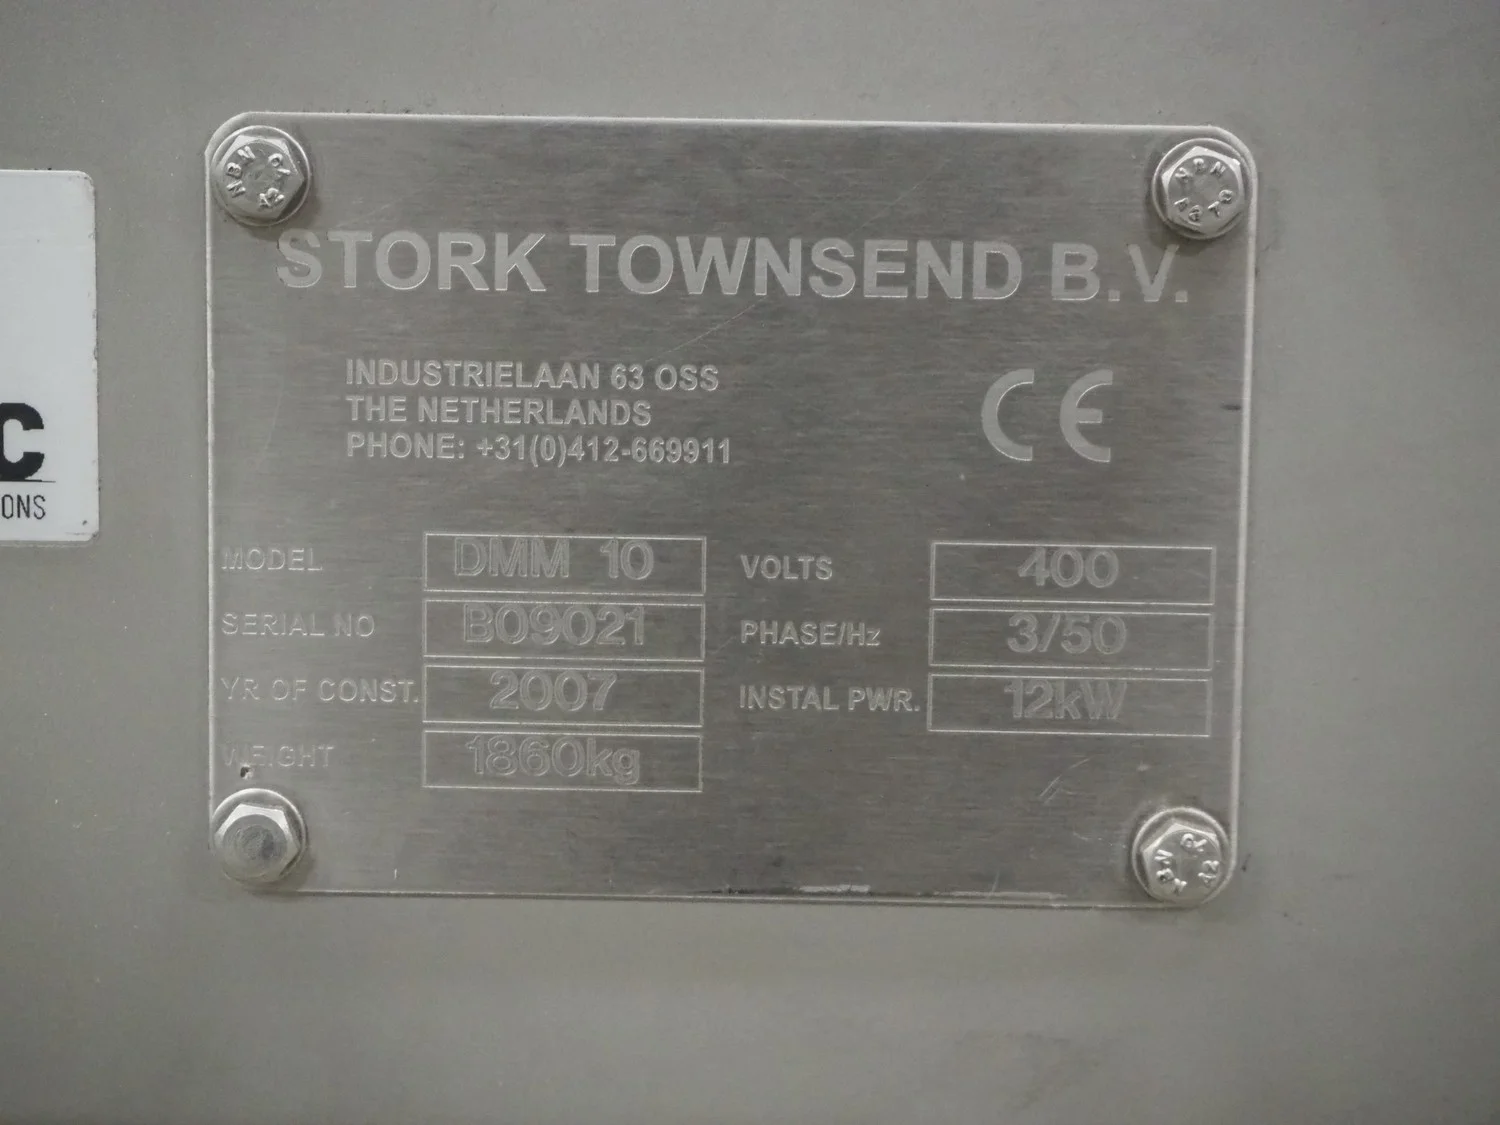 STORK TOWNSEND B.V.
INDUSTRIELAAN 63 OSS
THE NETHERLANDS
PHONE: +31(0)412-669911
CE
MODEL DMM 10 VOLTS 400
SERIAL NO B09021 PHASE/Hz 3/50
YR OF CONST. 2007 INSTAL PWR. 12kW
WEIGHT 1860kg
C
ONS